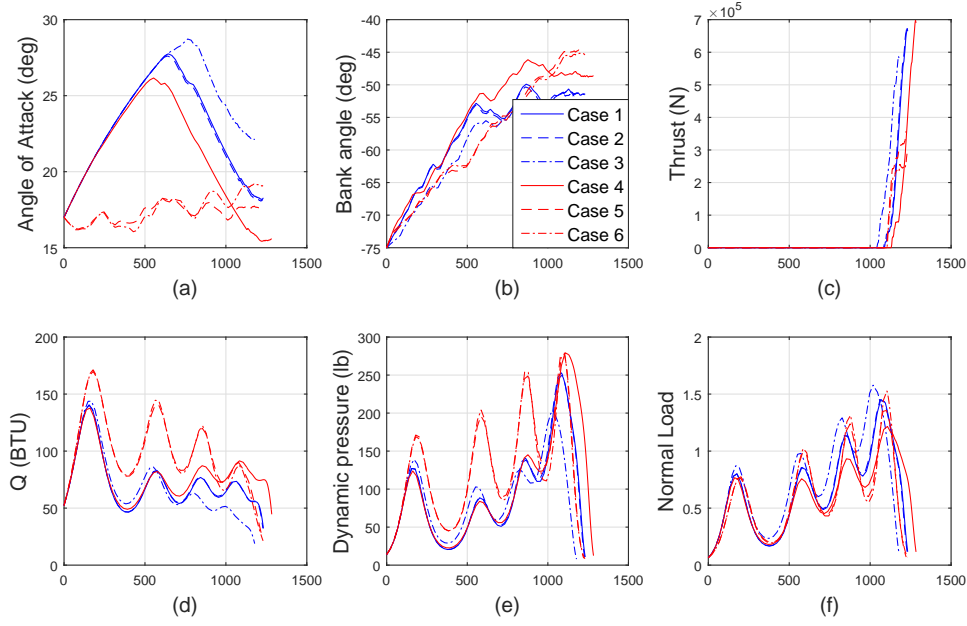 Angle of Attack (deg)
30
25
20
15
0 500 1000 1500
(a)
Bank angle (deg)
-40
-45
-50
-55
-60
-65
-70
-75
0 500 1000 1500
(b)
Case 1
Case 2
Case 3
Case 4
Case 5
Case 6
Thrust (N)
×10⁵
7
6
5
4
3
2
1
0
0 500 1000 1500
(c)
Q (BTU)
200
150
100
50
0
0 500 1000 1500
(d)
Dynamic pressure (lb)
300
250
200
150
100
50
0
0 500 1000 1500
(e)
Normal Load
2
1.5
1
0.5
0
0 500 1000 1500
(f)